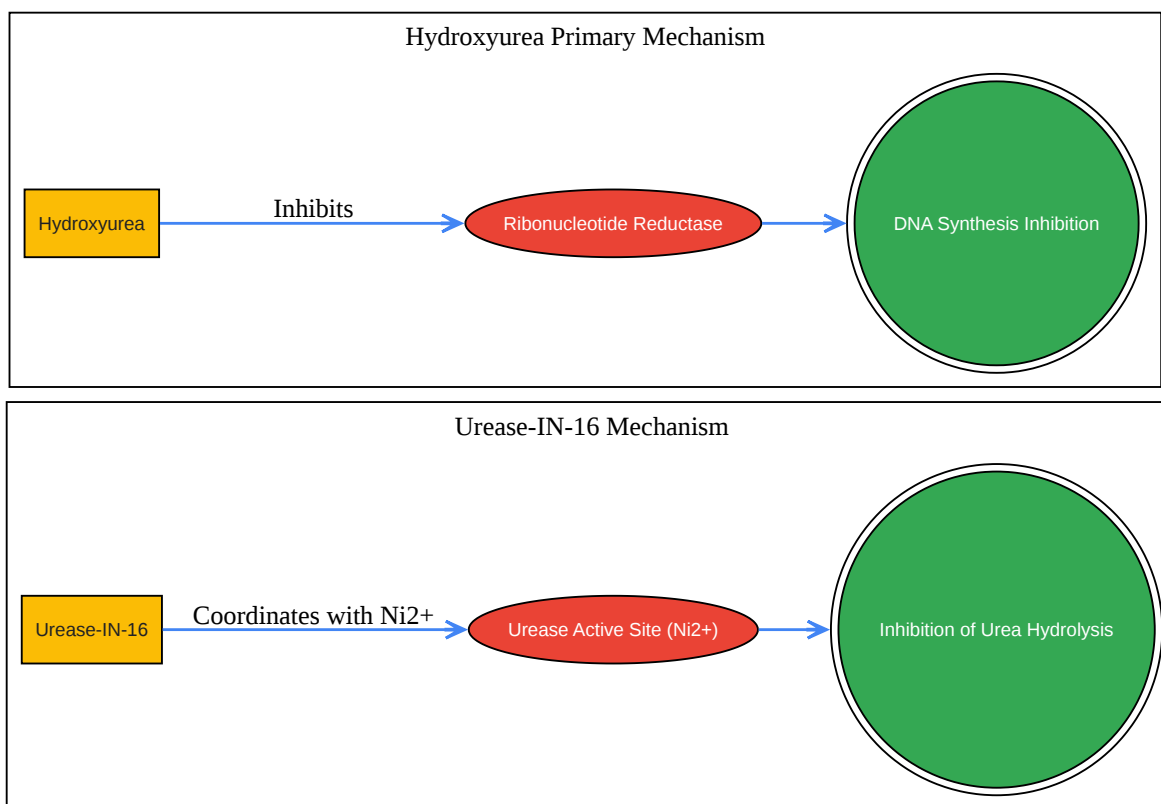 Hydroxyurea Primary Mechanism
Hydroxyurea
Inhibits
Ribonucleotide Reductase
DNA Synthesis Inhibition
Urease-IN-16 Mechanism
Urease-IN-16
Coordinates with Ni2+
Urease Active Site (Ni2+)
Inhibition of Urea Hydrolysis